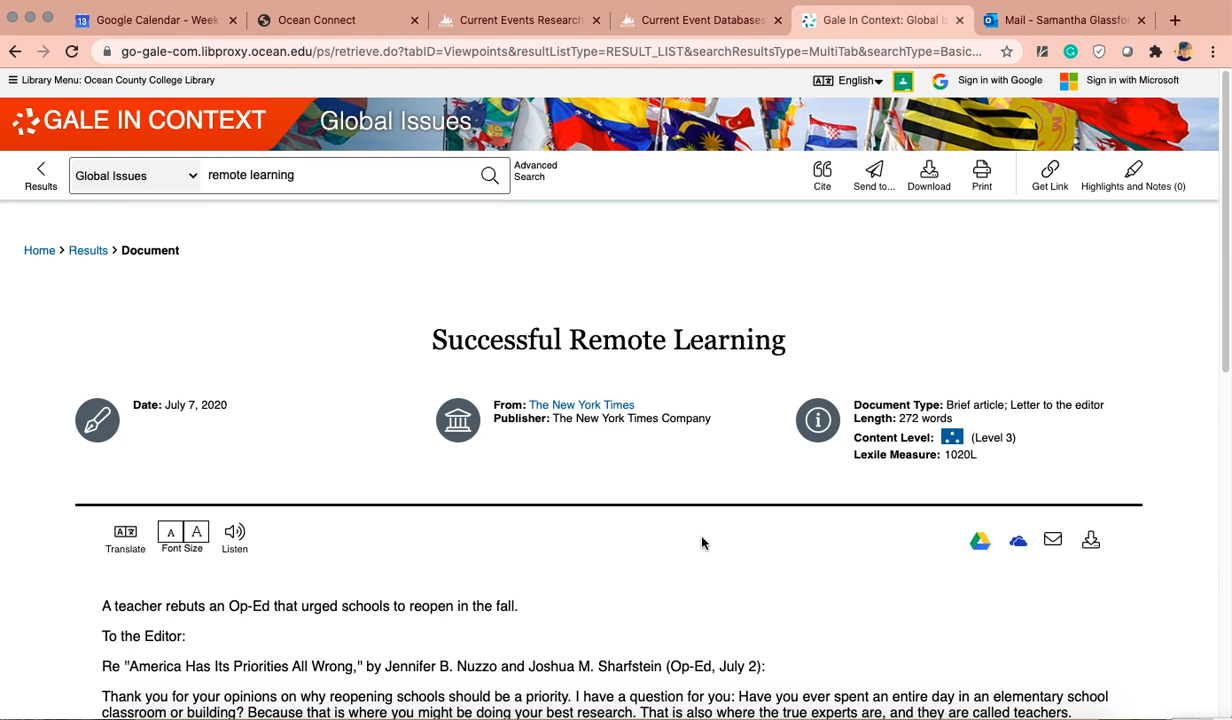 13 Google Calendar - Week
Ocean Connect
Current Events Research
Current Event Databases
Gale In Context: Global I
Mail - Samantha Glassfor
go-gale-com.libproxy.ocean.edu/ps/retrieve.do?tabID=Viewpoints&resultListType=RESULT_LIST&searchResultsType=MultiTab&searchType=Basic...
Library Menu: Ocean County College Library
English
Sign in with Google
Sign in with Microsoft
GALE IN CONTEXT
Global Issues
Results
Global Issues
remote learning
Advanced
Search
Cite
Send to...
Download
Print
Get Link
Highlights and Notes (0)
Home > Results > Document
Successful Remote Learning
Date: July 7, 2020
From: The New York Times
Publisher: The New York Times Company
Document Type: Brief article; Letter to the editor
Length: 272 words
Content Level: (Level 3)
Lexile Measure: 1020L
Translate
A A
Font Size
Listen
A teacher rebuts an Op-Ed that urged schools to reopen in the fall.
To the Editor:
Re "America Has Its Priorities All Wrong," by Jennifer B. Nuzzo and Joshua M. Sharfstein (Op-Ed, July 2):
Thank you for your opinions on why reopening schools should be a priority. I have a question for you: Have you ever spent an entire day in an elementary school
classroom or building? Because that is where you might be doing your best research. That is also where the true experts are, and they are called teachers.